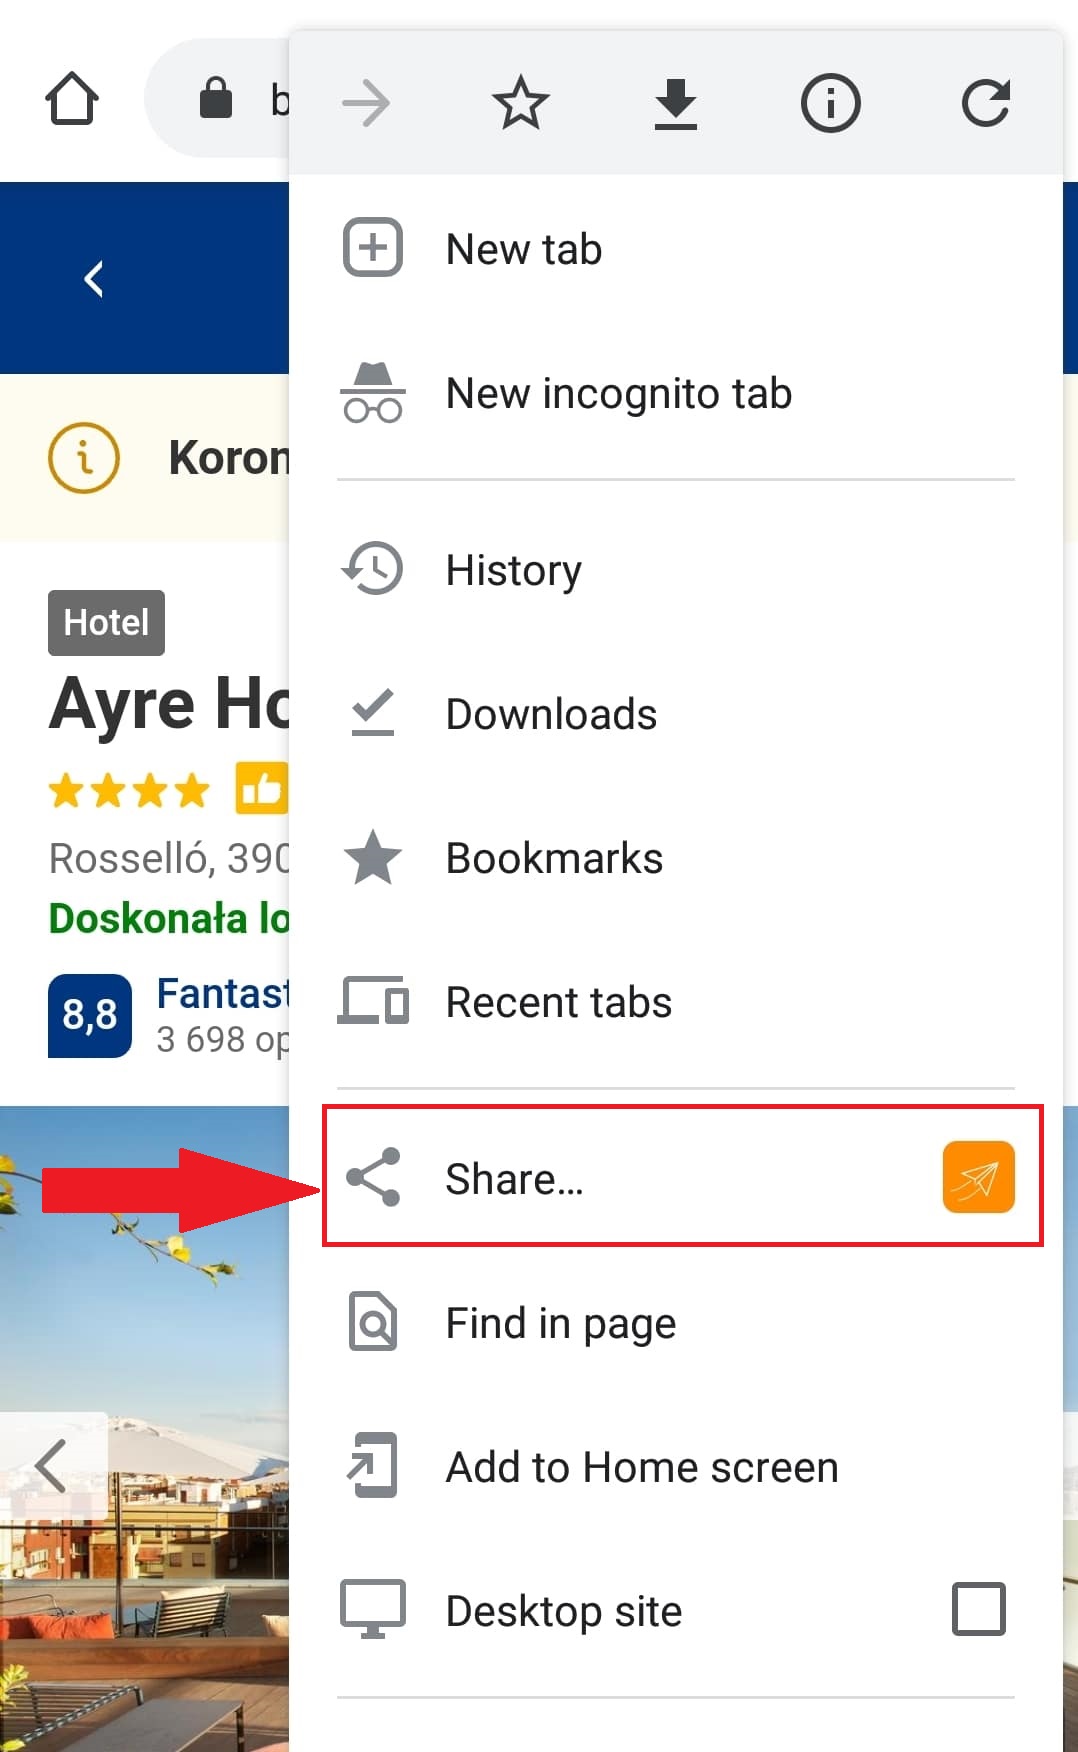 New tab
New incognito tab
Koron
History
Hotel
Ayre Ho
Downloads
Rosselló, 390
Bookmarks
Doskonała lo
8,8
Fantast
3 698 op
Recent tabs
Share...
Find in page
Add to Home screen
Desktop site